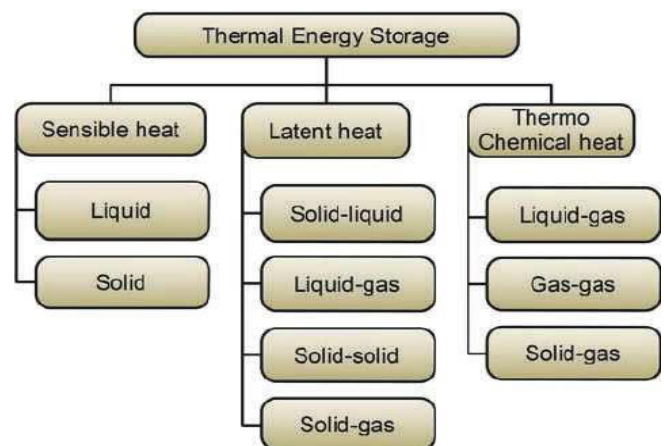 Thermal Energy Storage
Sensible heat
Liquid
Solid
Latent heat
Solid-liquid
Liquid-gas
Solid-solid
Solid-gas
Thermo
Chemical heat
Liquid-gas
Gas-gas
Solid-gas